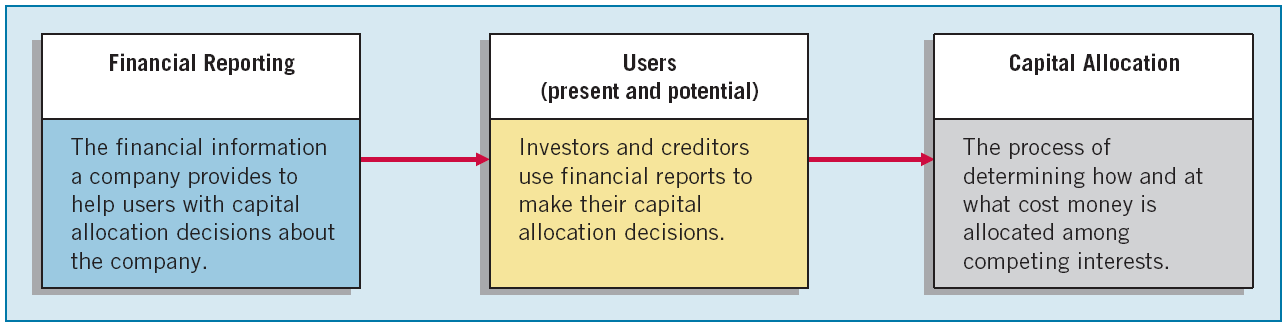 Financial Reporting
The financial information
a company provides to
help users with capital
allocation decisions about
the company.
Users
(present and potential)
Investors and creditors
use financial reports to
make their capital
allocation decisions.
Capital Allocation
The process of
determining how and at
what cost money is
allocated among
competing interests.